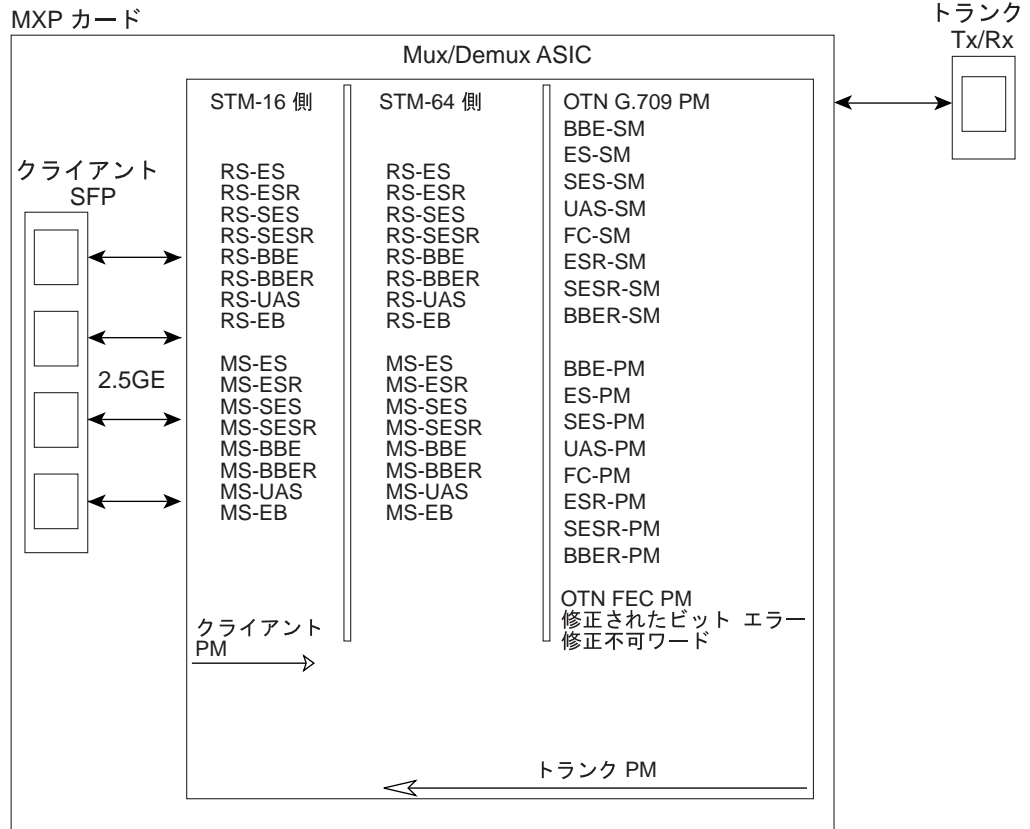 MXP カード
トランク
Tx/Rx
Mux/Demux ASIC
クライアント
SFP
2.5GE
STM-16 側
RS-ES
RS-ESR
RS-SES
RS-SESR
RS-BBE
RS-BBER
RS-UAS
RS-EB
MS-ES
MS-ESR
MS-SES
MS-SESR
MS-BBE
MS-BBER
MS-UAS
MS-EB
クライアント
PM
STM-64 側
RS-ES
RS-ESR
RS-SES
RS-SESR
RS-BBE
RS-BBER
RS-UAS
RS-EB
MS-ES
MS-ESR
MS-SES
MS-SESR
MS-BBE
MS-BBER
MS-UAS
MS-EB
OTN G.709 PM
BBE-SM
ES-SM
SES-SM
UAS-SM
FC-SM
ESR-SM
SESR-SM
BBER-SM
BBE-PM
ES-PM
SES-PM
UAS-PM
FC-PM
ESR-PM
SESR-PM
BBER-PM
OTN FEC PM
修正されたビット エラー
修正不可ワード
トランク PM